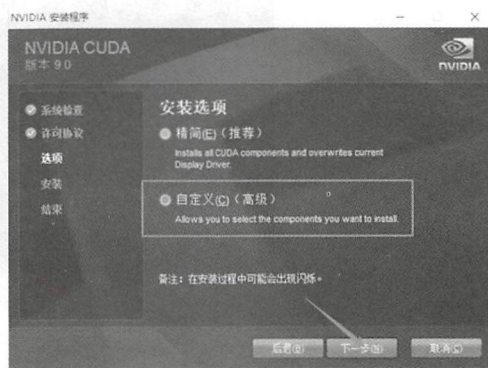 NVIDIA 安装程序
NVIDIA CUDA
版本 9.0
NVIDIA
系统检查
许可协议
选项
安装
结束
安装选项
精简(E)（推荐）
Installs all CUDA components and overwrites current
Display Driver.
自定义(C)（高级）
Allows you to select the components you want to install.
备注：在安装过程中可能会出现闪烁。
后退(B)
下一步(N)
取消(C)